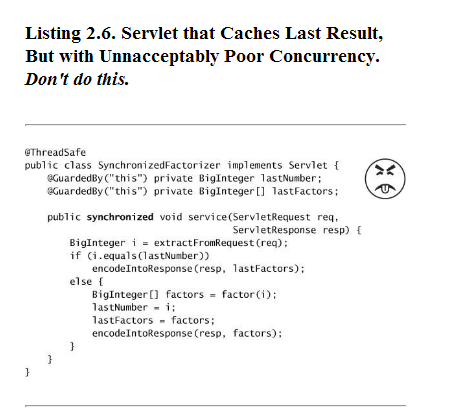 Listing 2.6. Servlet that Caches Last Result,
But with Unnacceptably Poor Concurrency.
Don't do this.
@ThreadSafe
public class SynchronizedFactorizer implements Servlet {
    @GuardedBy("this") private BigInteger lastNumber;
    @GuardedBy("this") private BigInteger[] lastFactors;
    public synchronized void service(ServletRequest req,
                                     ServletResponse resp) {
        BigInteger i = extractFromRequest(req);
        if (i.equals(lastNumber))
            encodeIntoResponse(resp, lastFactors);
        else {
            BigInteger[] factors = factor(i);
            lastNumber = i;
            lastFactors = factors;
            encodeIntoResponse(resp, factors);
        }
    }
}